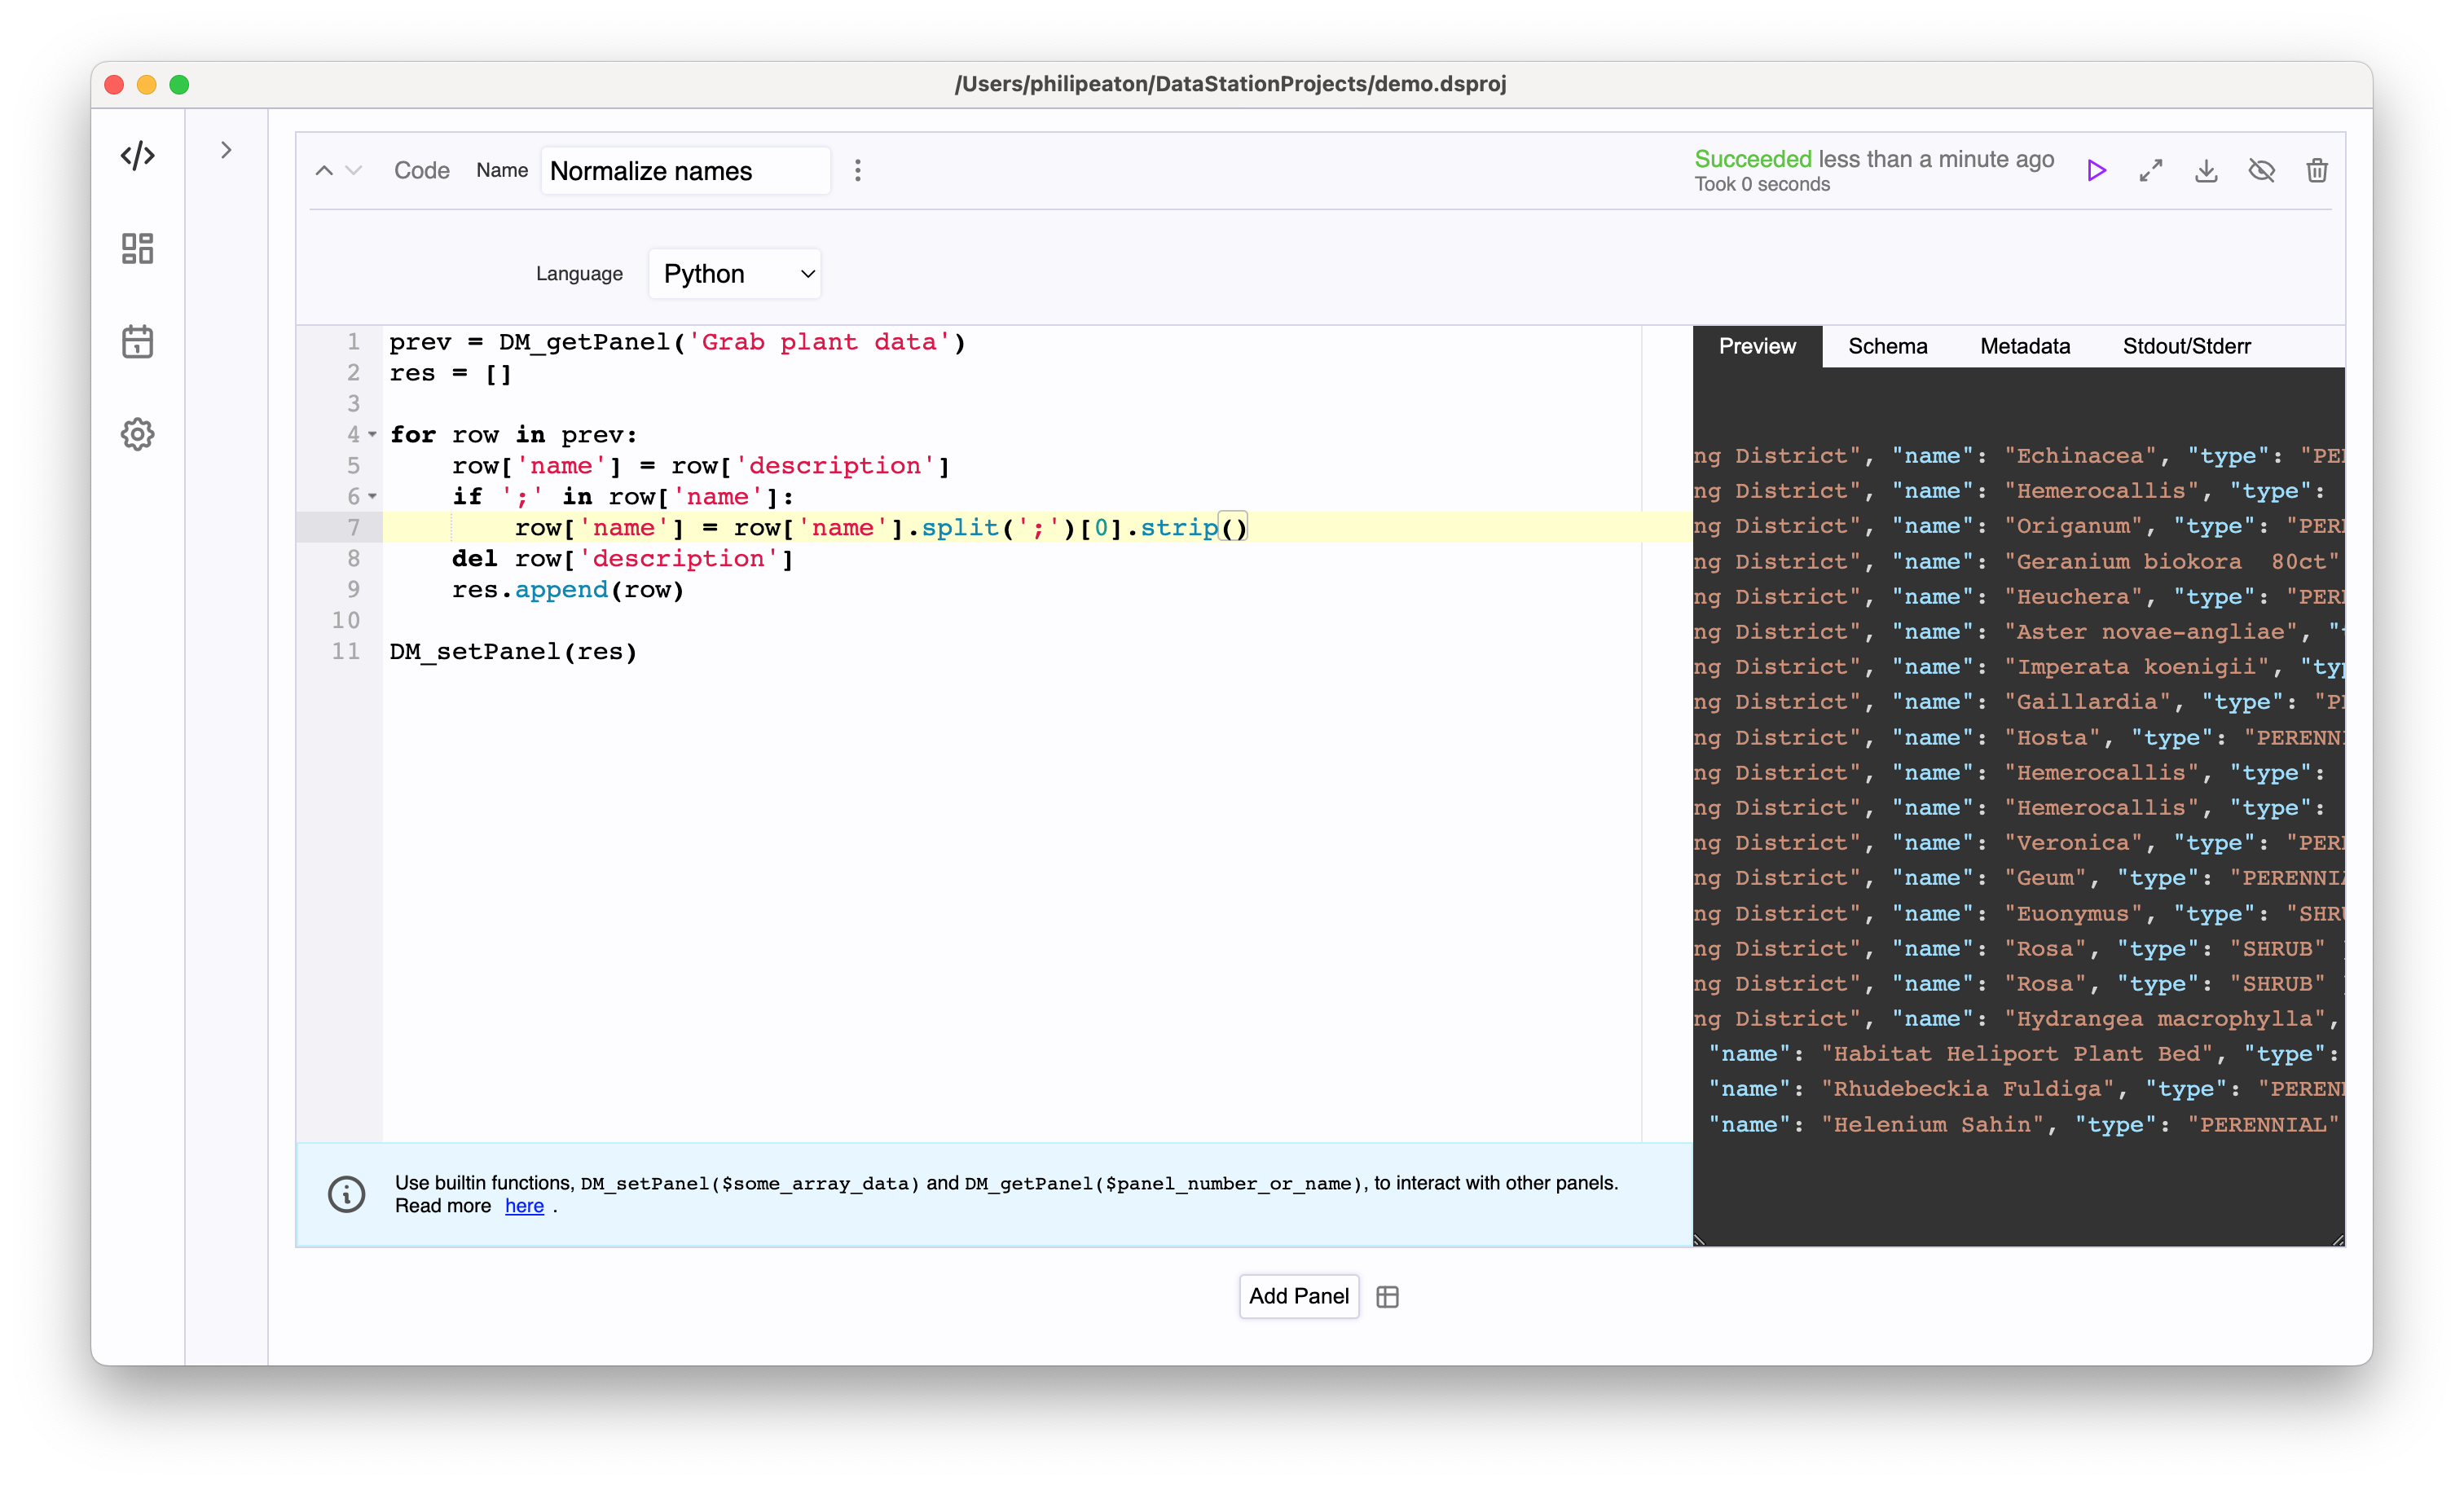 /Users/philipeaton/DataStationProjects/demo.dsproj
Code Name Normalize names
Succeeded less than a minute ago
Took 0 seconds
Language Python
1 prev = DM_getPanel('Grab plant data')
2 res = []
3
4 for row in prev:
5 row['name'] = row['description']
6 if ';' in row['name']:
7 row['name'] = row['name'].split(';')[0].strip()
8 del row['description']
9 res.append(row)
10
11 DM_setPanel(res)
Preview Schema Metadata Stdout/Stderr
ng District", "name": "Echinacea", "type": "PE
ng District", "name": "Hemerocallis", "type":
ng District", "name": "Origanum", "type": "PER
ng District", "name": "Geranium biokora  80ct"
ng District", "name": "Heuchera", "type": "PER
ng District", "name": "Aster novae-angliae", "
ng District", "name": "Imperata koenigii", "ty
ng District", "name": "Gaillardia", "type": "P
ng District", "name": "Hosta", "type": "PERENN
ng District", "name": "Hemerocallis", "type":
ng District", "name": "Hemerocallis", "type":
ng District", "name": "Veronica", "type": "PER
ng District", "name": "Geum", "type": "PERENNI
ng District", "name": "Euonymus", "type": "SHR
ng District", "name": "Rosa", "type": "SHRUB"
ng District", "name": "Rosa", "type": "SHRUB"
ng District", "name": "Hydrangea macrophylla",
"name": "Habitat Heliport Plant Bed", "type":
"name": "Rhudebeckia Fuldiga", "type": "PEREN
"name": "Helenium Sahin", "type": "PERENNIAL"
Use builtin functions, DM_setPanel($some_array_data) and DM_getPanel($panel_number_or_name), to interact with other panels.
Read more here .
Add Panel